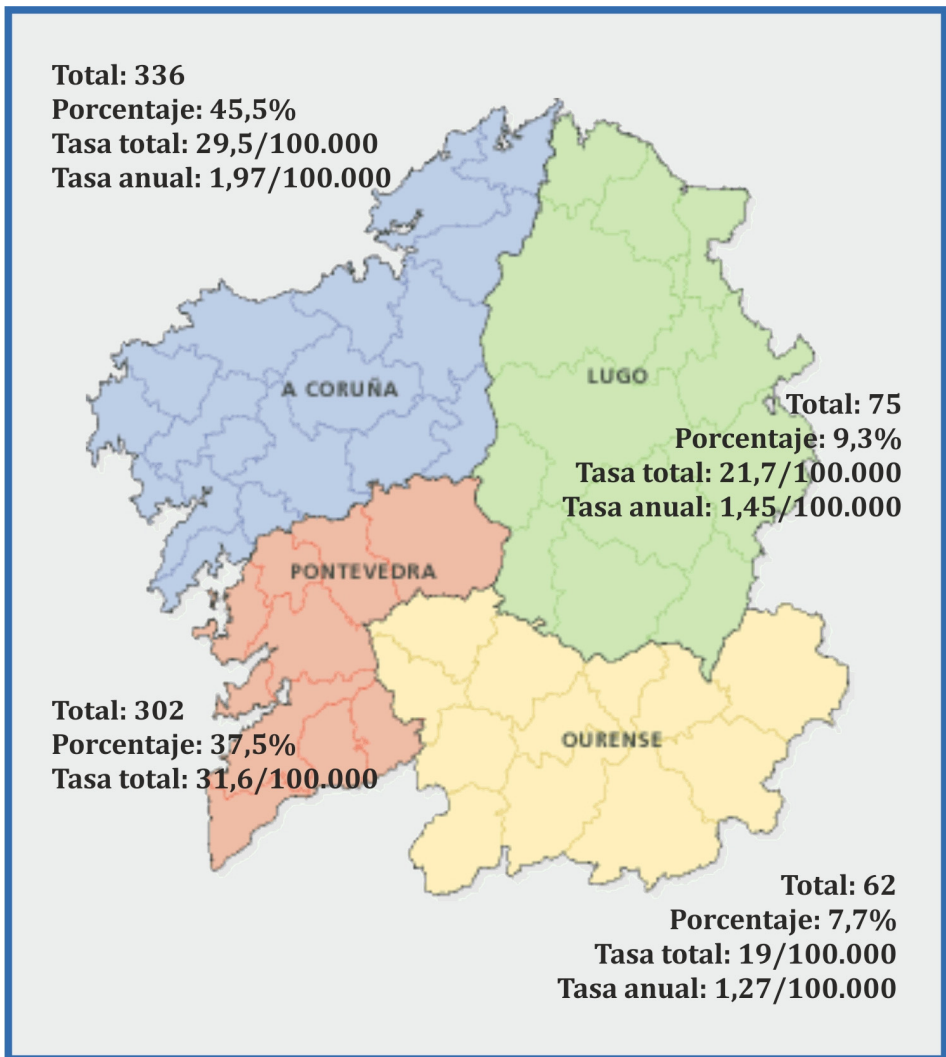 Total: 336
Porcentaje: 45,5%
Tasa total: 29,5/100.000
Tasa anual: 1,97/100.000
A CORUÑA
LUGO
Total: 75
Porcentaje: 9,3%
Tasa total: 21,7/100.000
Tasa anual: 1,45/100.000
PONTEVEDRA
Total: 302
Porcentaje: 37,5%
Tasa total: 31,6/100.000
OURENSE
Total: 62
Porcentaje: 7,7%
Tasa total: 19/100.000
Tasa anual: 1,27/100.000